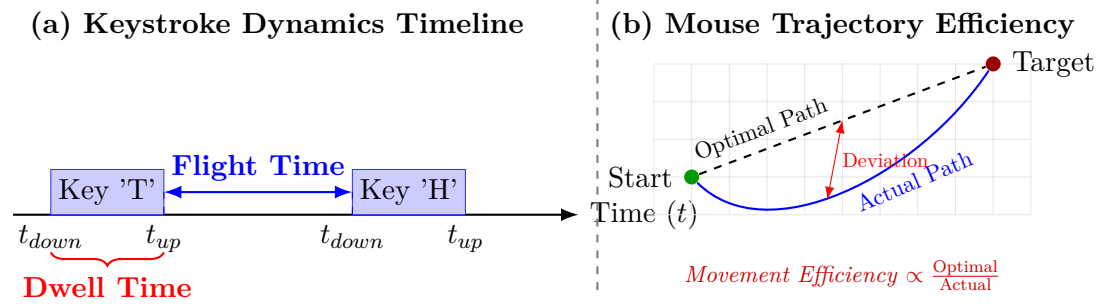 (a) Keystroke Dynamics Timeline
Flight Time
Key 'T'
Key 'H'
Time (t)
t_down
t_up
t_down
t_up
Dwell Time
(b) Mouse Trajectory Efficiency
Target
Optimal Path
Deviation
Start
Actual Path
Movement Efficiency ∝ Optimal/Actual